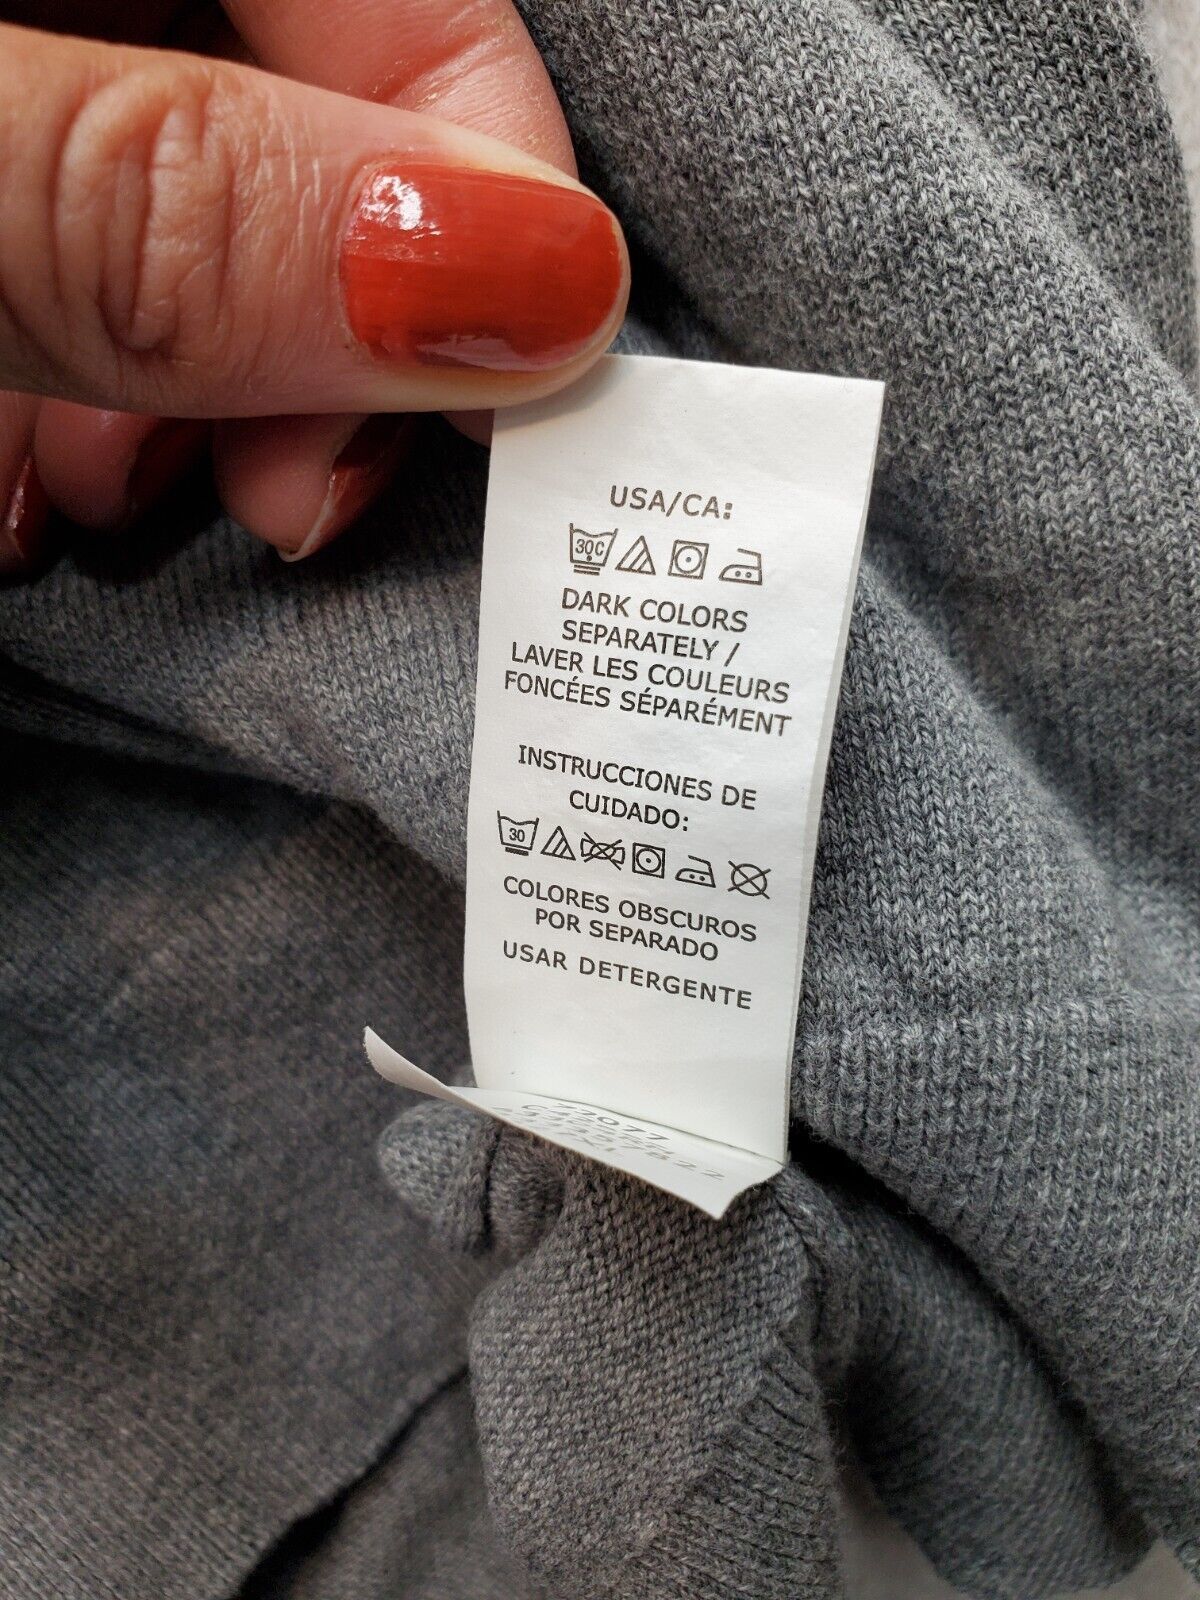 USA/CA:
30C
DARK COLORS
SEPARATELY /
LAVER LES COULEURS
FONCÉES SÉPARÉMENT
INSTRUCCIONES DE
CUIDADO:
30
COLORES OBSCUROS
POR SEPARADO
USAR DETERGENTE